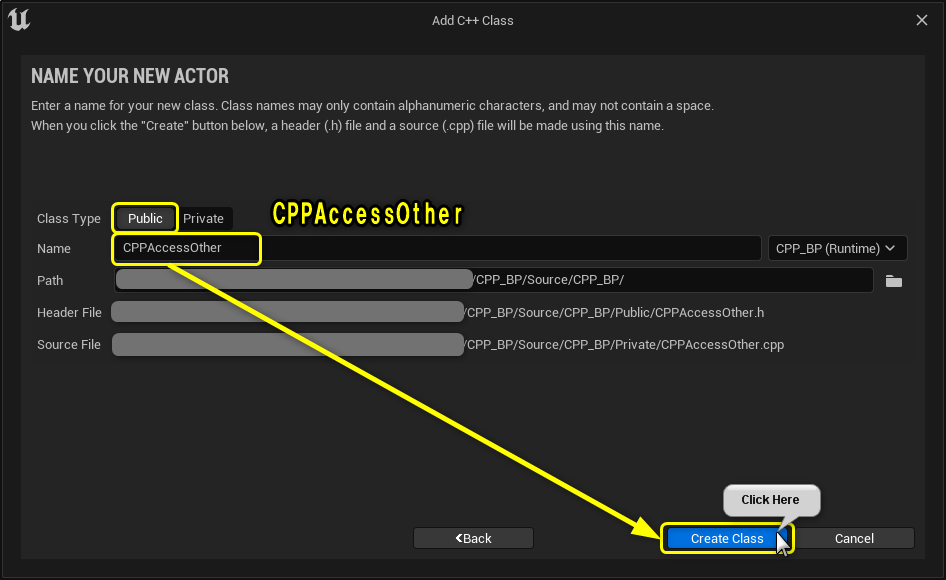 Add C++ Class
NAME YOUR NEW ACTOR
Enter a name for your new class. Class names may only contain alphanumeric characters, and may not contain a space.
When you click the "Create" button below, a header (.h) file and a source (.cpp) file will be made using this name.
Class Type Public Private CPPAccessOther
Name CPPAccessOther CPP_BP (Runtime)
Path /CPP_BP/Source/CPP_BP/
Header File /CPP_BP/Source/CPP_BP/Public/CPPAccessOther.h
Source File /CPP_BP/Source/CPP_BP/Private/CPPAccessOther.cpp
Click Here
Back Create Class Cancel